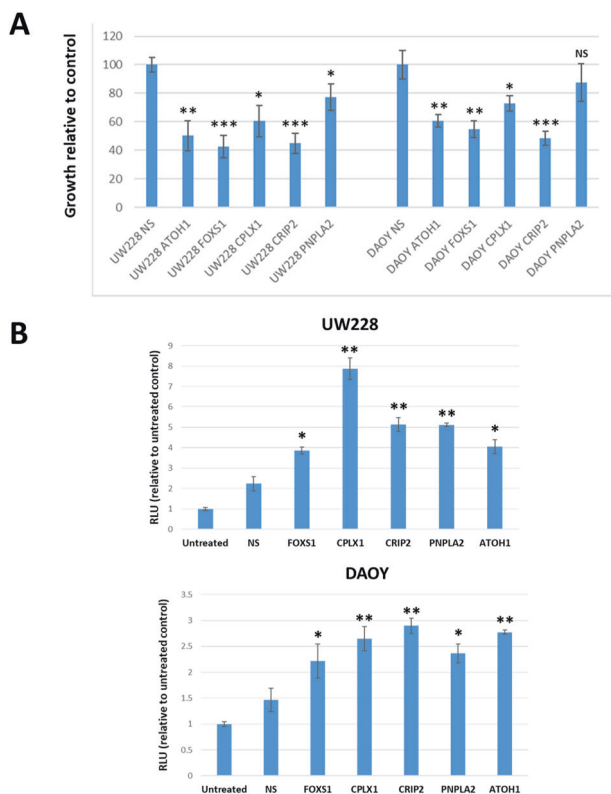 A
Growth relative to control
120
100
80
60
40
20
0
** *** * *** *
** ** * *** NS
UW228 NS
UW228 ATOH1
UW228 FOXS1
UW228 CPLX1
UW228 CRIP2
UW228 PNPLA2
DAOY NS
DAOY ATOH1
DAOY FOXS1
DAOY CPLX1
DAOY CRIP2
DAOY PNPLA2
B
UW228
RLU (relative to untreated control)
9
8
7
6
5
4
3
2
1
0
* ** ** ** *
Untreated NS FOXS1 CPLX1 CRIP2 PNPLA2 ATOH1
DAOY
RLU (relative to untreated control)
3.5
3
2.5
2
1.5
1
0.5
0
* ** ** * **
Untreated NS FOXS1 CPLX1 CRIP2 PNPLA2 ATOH1